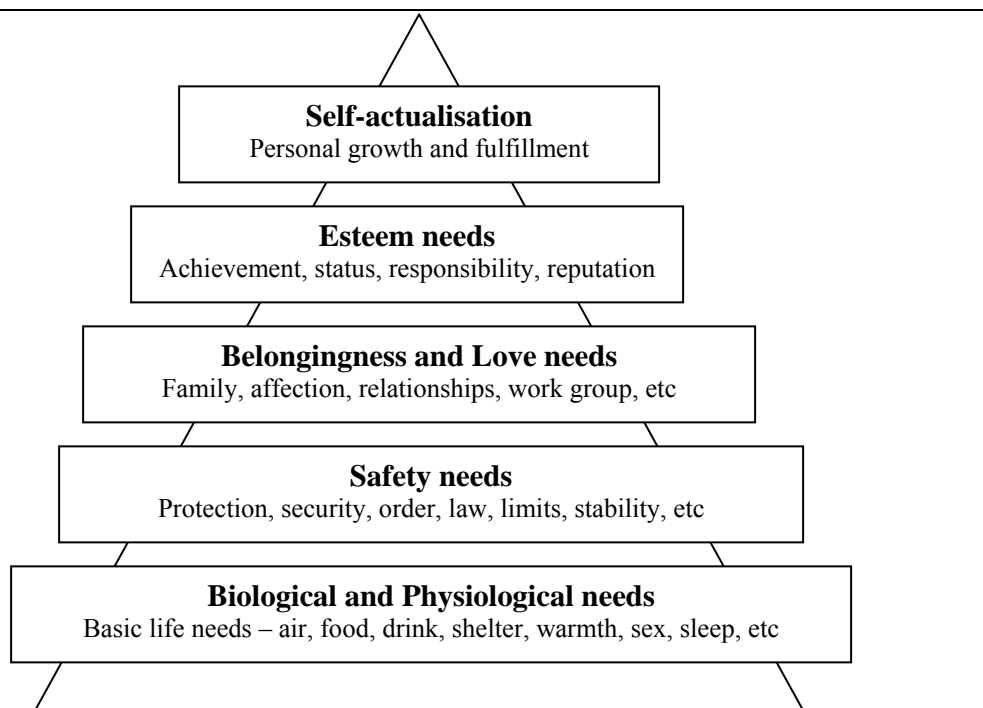 Self-actualisation
Personal growth and fulfillment
Esteem needs
Achievement, status, responsibility, reputation
Belongingness and Love needs
Family, affection, relationships, work group, etc
Safety needs
Protection, security, order, law, limits, stability, etc
Biological and Physiological needs
Basic life needs – air, food, drink, shelter, warmth, sex, sleep, etc